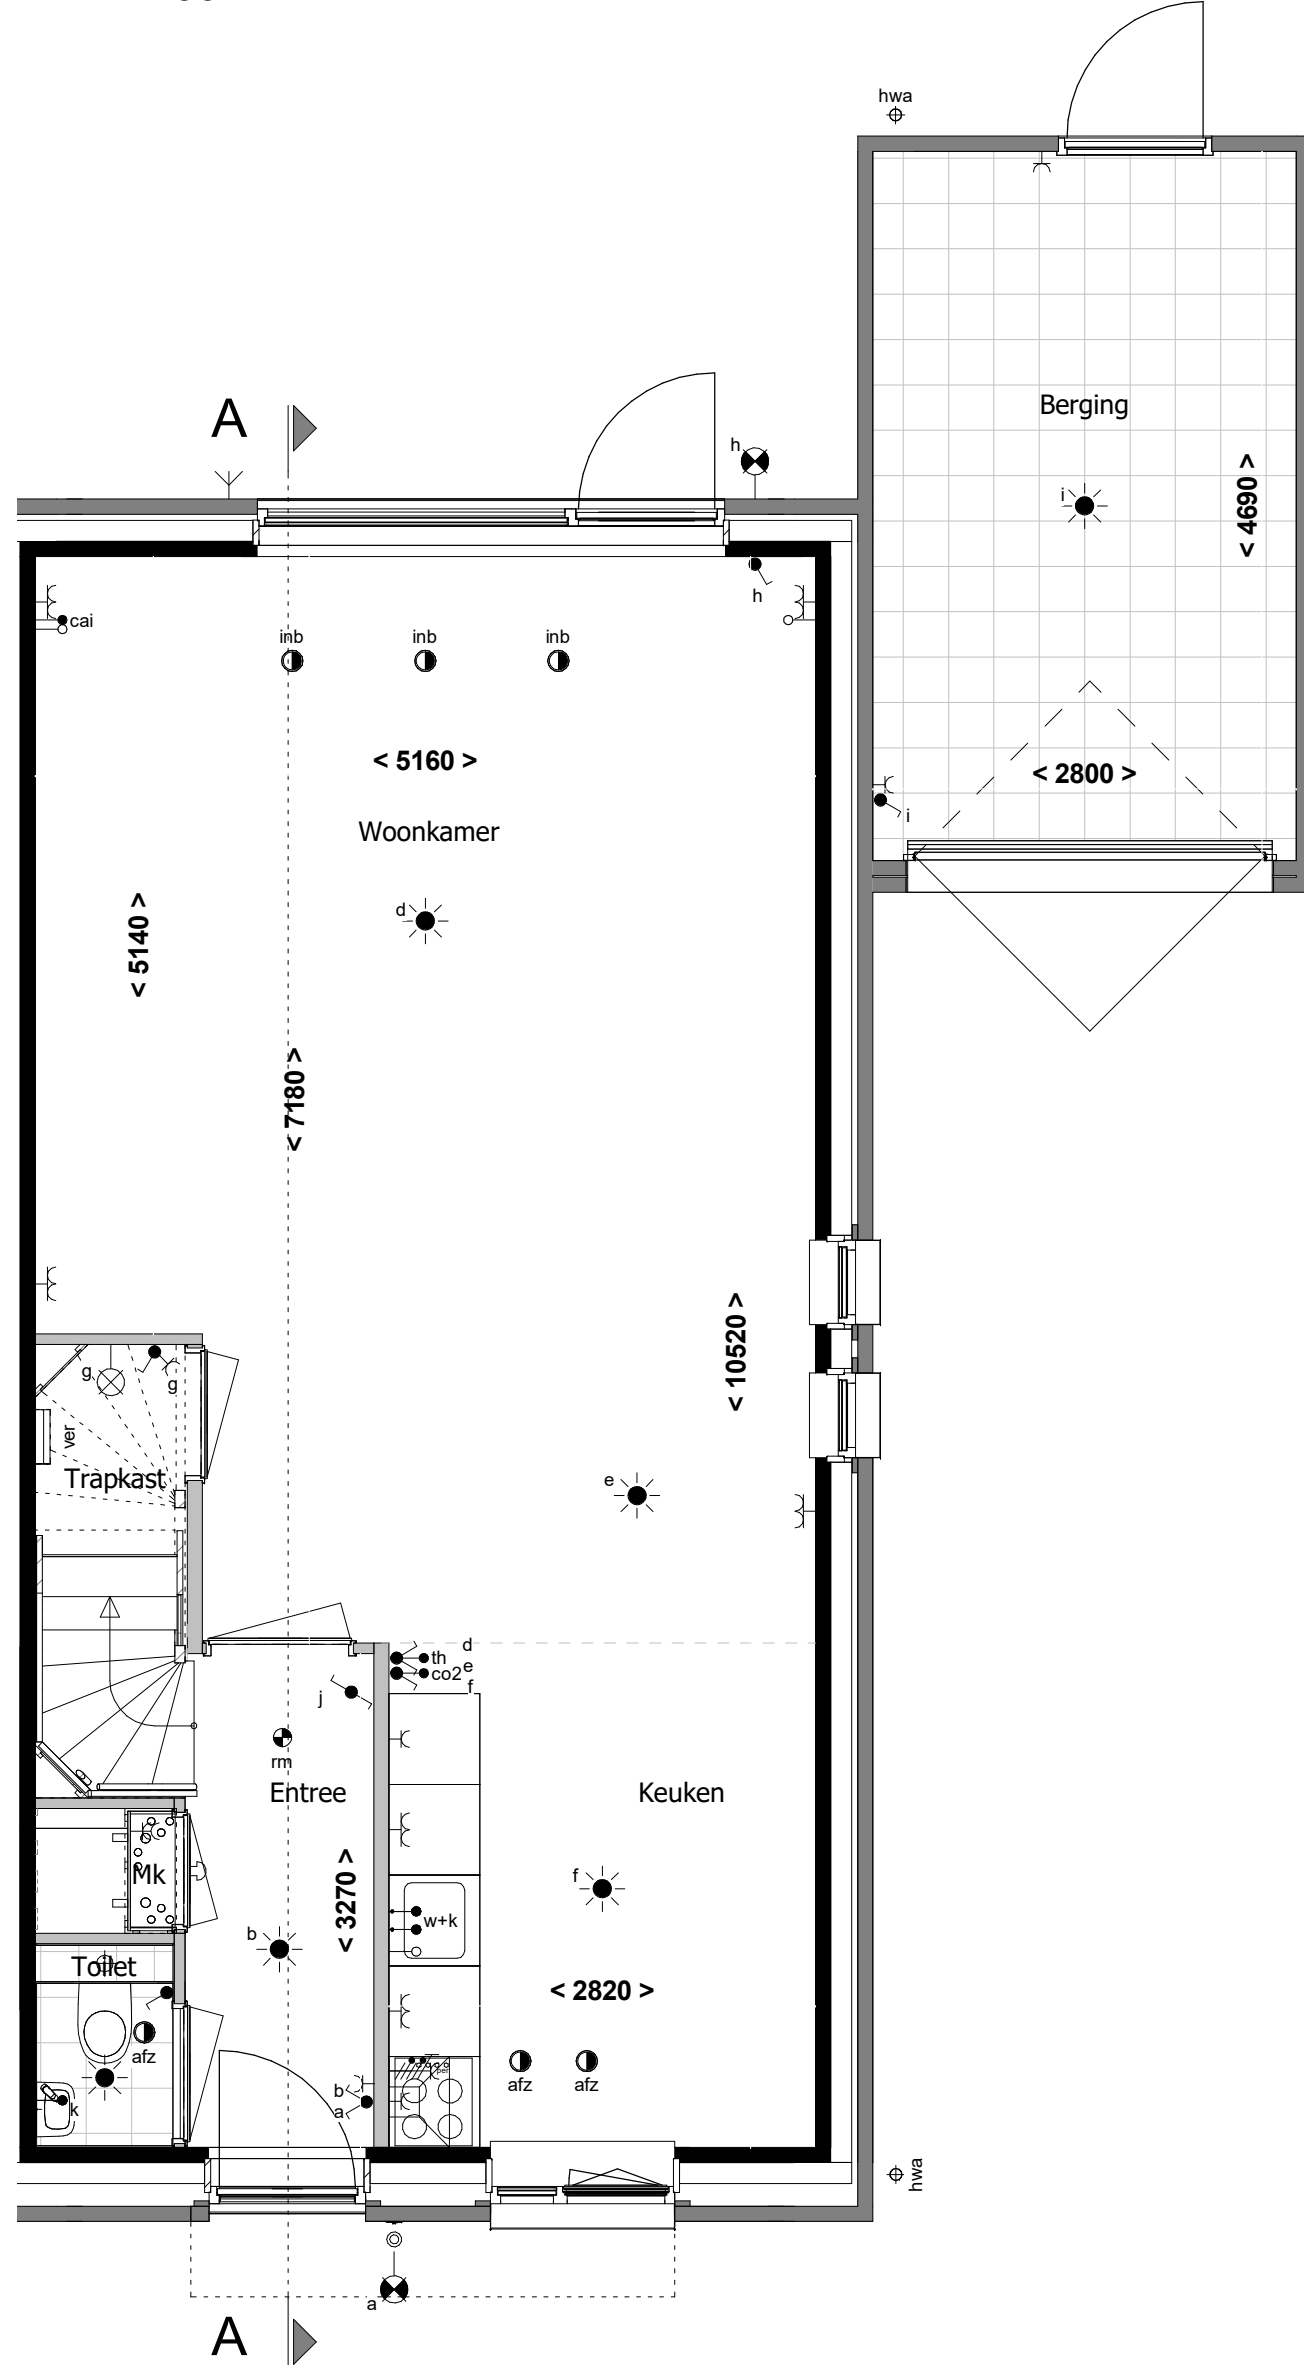 hwa
Berging
i
< 4690 >
< 2800 >
i
A
h
h
cai
inb
inb
inb
< 5160 >
Woonkamer
d
< 5140 >
< 7180 >
< 10520 >
g
g
ver
Trapkast
e
th
d
co2
e
f
j
rm
Entree
Keuken
Mk
< 3270 >
f
w+k
b
Toilet
< 2820 >
afz
afz
afz
per
k
b
a
hwa
a
A